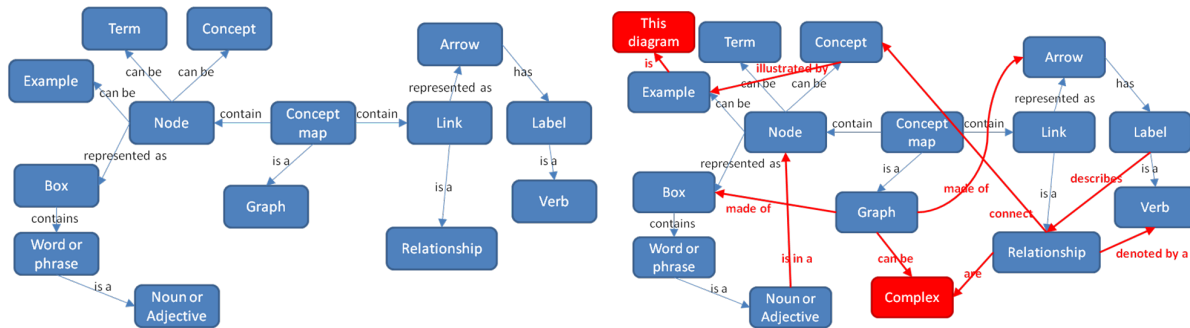 Term
Concept
Arrow
can be
can be
has
Example
can be
represented as
Node
contain
Concept
map
contain
Link
Label
represented as
is a
is a
is a
Box
Graph
Verb
contains
Word or
phrase
Relationship
is a
Noun or
Adjective
This
diagram
Term
Concept
Arrow
is
illustrated by
can be
can be
has
Example
can be
represented as
Node
contain
Concept
map
contain
Link
Label
represented as
is a
describes
is a
is a
Box
made of
made of
Graph
connect
Verb
contains
Word or
phrase
is in a
can be
Relationship
denoted by a
are
is a
Noun or
Adjective
Complex